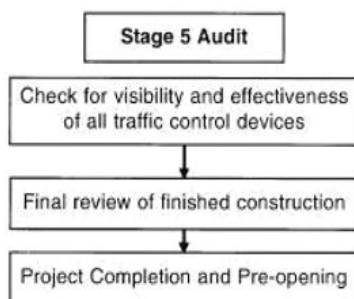 Stage 5 Audit
Check for visibility and effectiveness
of all traffic control devices
Final review of finished construction
Project Completion and Pre-opening